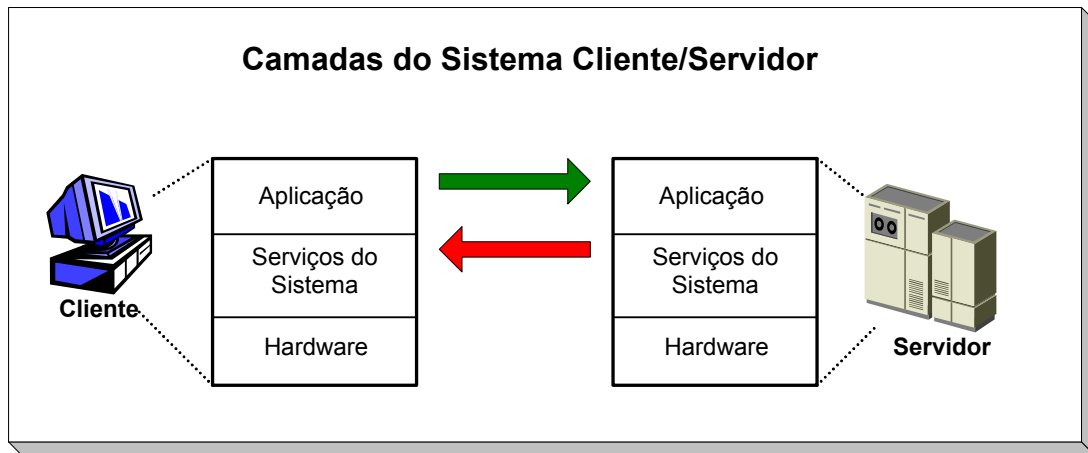 Camadas do Sistema Cliente/Servidor
Aplicação
Serviços do
Sistema
Hardware
Cliente
Aplicação
Serviços do
Sistema
Hardware
Servidor